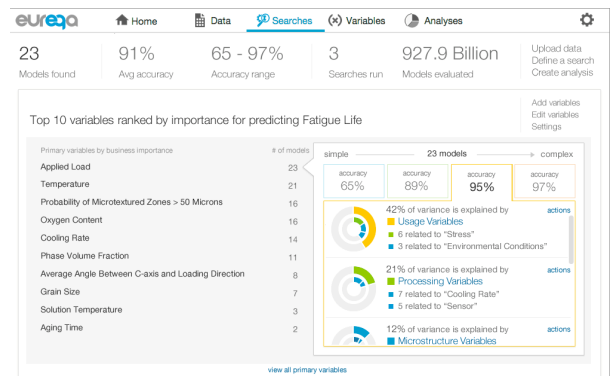 eureqa
Home
Data
Searches
(x) Variables
Analyses
23
Models found
91%
Avg accuracy
65 - 97%
Accuracy range
3
Searches run
927.9 Billion
Models evaluated
Upload data
Define a search
Create analysis
Top 10 variables ranked by importance for predicting Fatigue Life
Add variables
Edit variables
Settings
Primary variables by business importance # of models
Applied Load 23
Temperature 21
Probability of Microtextured Zones > 50 Microns 16
Oxygen Content 16
Cooling Rate 14
Phase Volume Fraction 11
Average Angle Between C-axis and Loading Direction 8
Grain Size 7
Solution Temperature 3
Aging Time 2
simple 23 models complex
accuracy
65%
accuracy
89%
accuracy
95%
accuracy
97%
42% of variance is explained by actions
Usage Variables
6 related to “Stress”
3 related to “Environmental Conditions”
21% of variance is explained by actions
Processing Variables
7 related to “Cooling Rate”
5 related to “Sensor”
12% of variance is explained by actions
Microstructure Variables
view all primary variables